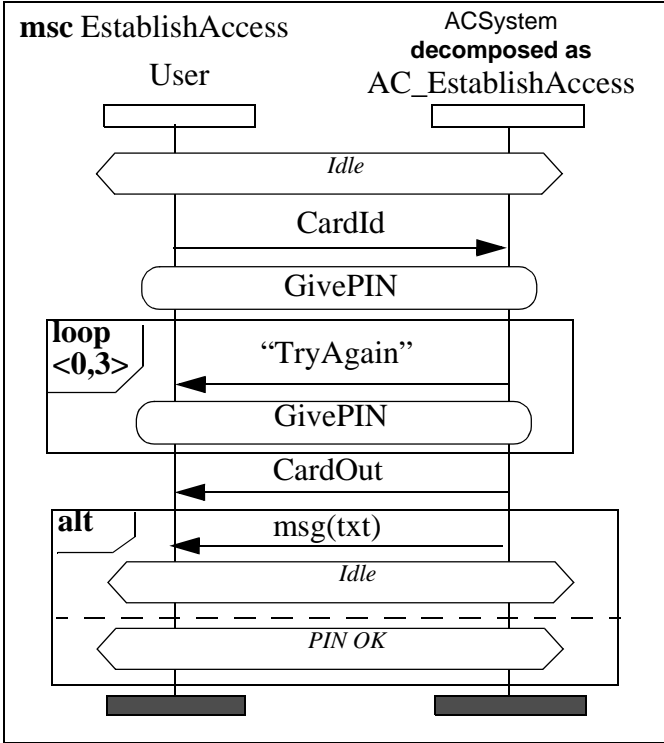 msc EstablishAccess
User
ACSystem
decomposed as
AC_EstablishAccess
Idle
CardId
GivePIN
loop
<0,3>
“TryAgain”
GivePIN
CardOut
alt
msg(txt)
Idle
PIN OK